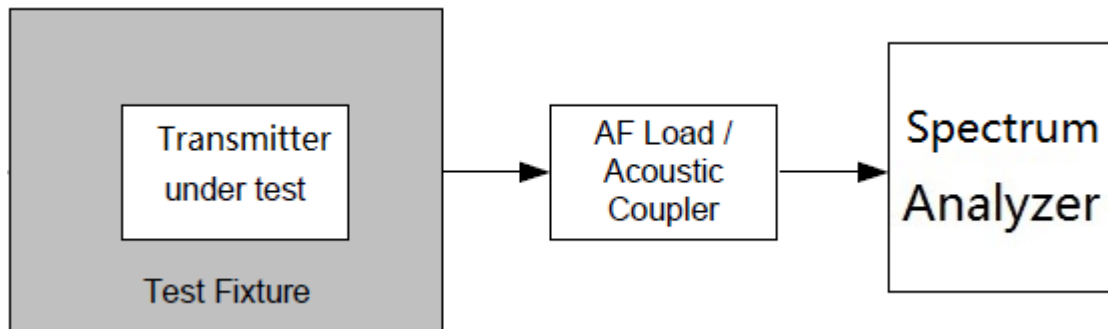 Transmitter
under test
Test Fixture
AF Load /
Acoustic
Coupler
Spectrum
Analyzer